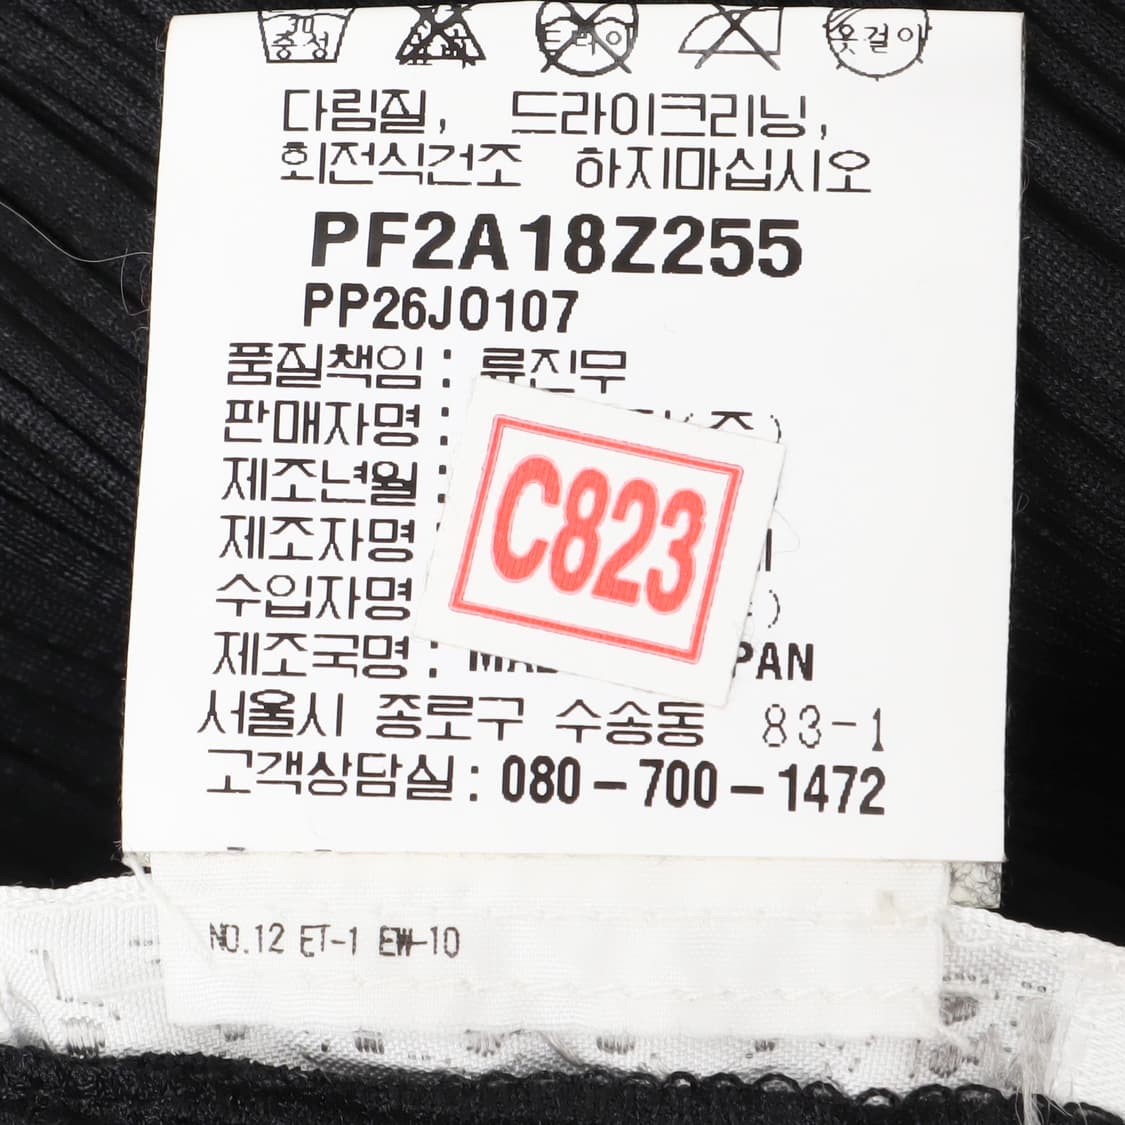 30
중성
드라이
옷걸이
다림질, 드라이크리닝,
회전식건조 하지마십시오
PF2A18Z255
PP26JO107
품질책임: 류진무
판매자명:
제조년월:
제조자명
수입자명
제조국명:
C823
서울시 종로구 수송동 83-1
고객상담실: 080-700-1472
NO.12 ET-1 EW-10